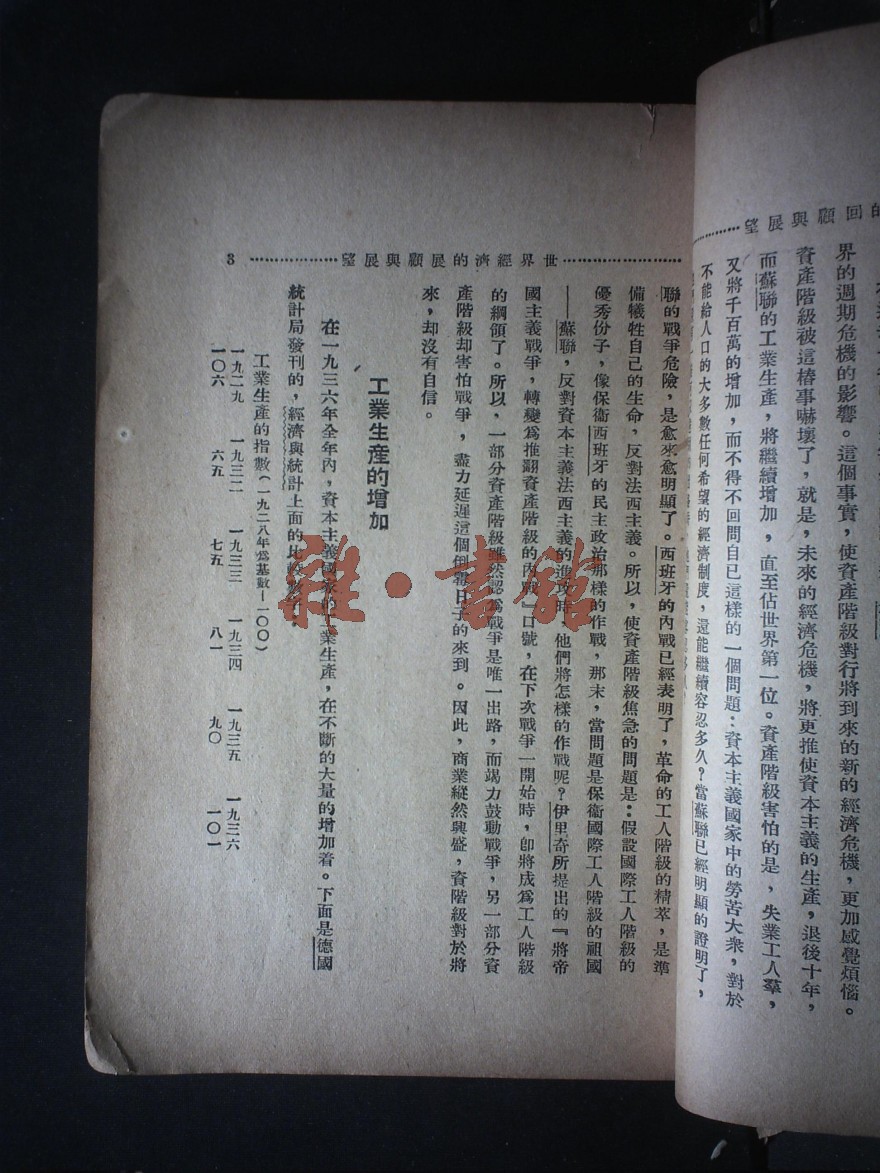 的回顧與展望
界的週期危機的影響。這個事實，使資產階級對行將到來的新的經濟危機，更加感覺煩惱。
資產階級被這樁事嚇壞了，就是，未來的經濟危機，將更推使資本主義的生產，退後十年，
而蘇聯的工業生產，將繼續增加，直至佔世界第一位。資產階級害怕的是，失業工人羣，
又將千百萬的增加，而不得不回問自已這樣的一個問題：資本主義國家中的勞苦大衆，對於
不能給人口的大多數任何希望的經濟制度，還能繼續容忍多久？當蘇聯已經明顯的證明了，
世界經濟的展顧與展望
3
聯的戰爭危險，是愈來愈明顯了。西班牙的內戰已經表明了，革命的工人階級的精萃，是準
備犧牲自己的生命，反對法西主義。所以，使資產階級焦急的問題是：假設國際工人階級的
優秀份子，像保衞西班牙的民主政治那樣的作戰，那末，當問題是保衞國際工人階級的祖國
——蘇聯，反對資本主義法西主義的進攻時，他們將怎樣的作戰呢？伊里奇所提出的『將帝
國主義戰爭，轉變爲推翻資產階級的內戰』口號，在下次戰爭一開始時，卽將成爲工人階級
的綱領了。所以，一部分資產階級雖然認爲戰爭是唯一出路，而竭力鼓動戰爭，另一部分資
產階級却害怕戰爭，盡力延遲這個倒霉日子的來到。因此，商業縱然興盛，資階級對於將
來，却沒有自信。
工業生產的增加
在一九三六年全年內，資本主義國家的工業生產，在不斷的大量的增加着。下面是德國
統計局發刊的，經濟與統計上面的比較數字
工業生產的指數（一九二八年爲基數—一〇〇）
一九二九 一九三二 一九三三 一九三四 一九三五 一九三六
一〇六 六五 七五 八一 九〇 一〇一
雜·書館